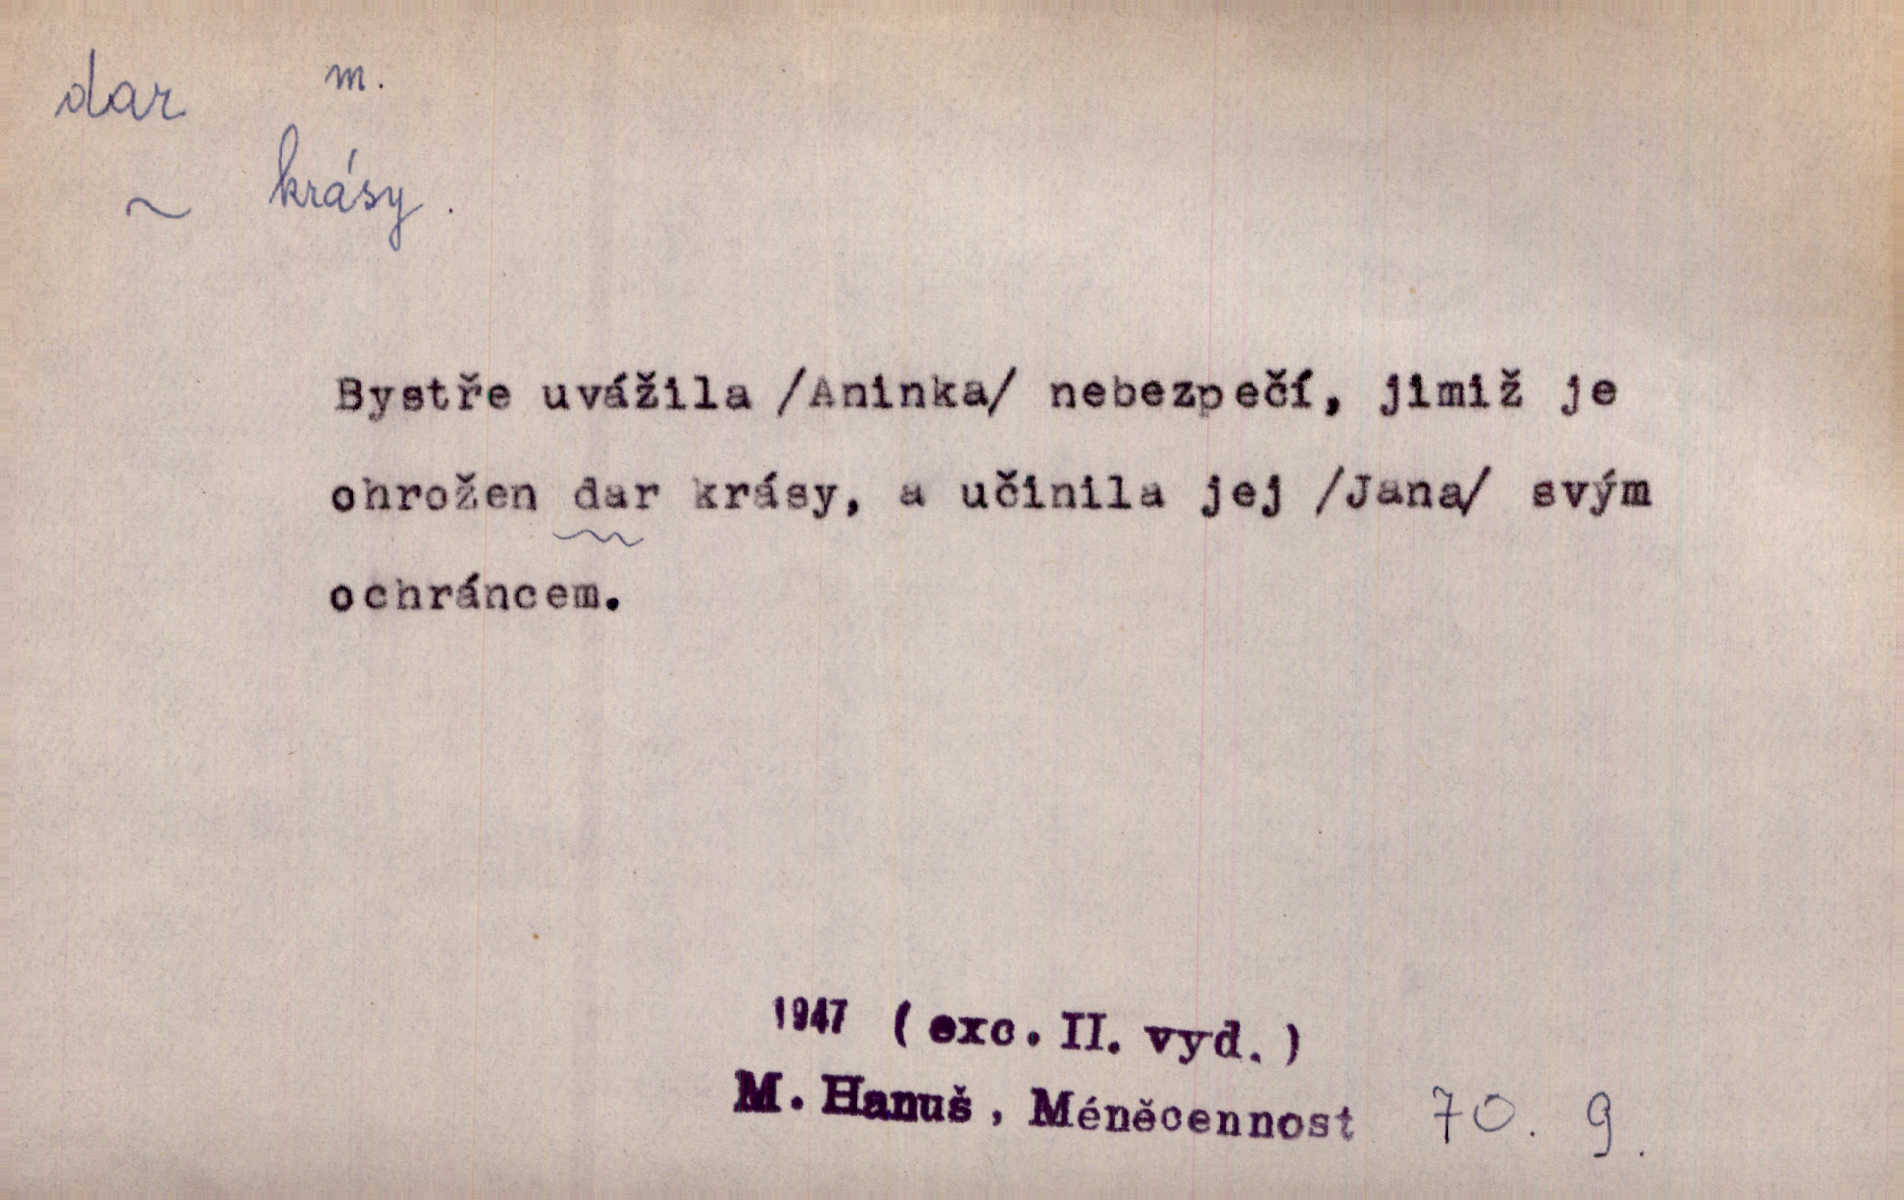 dar m.
~ krásy.
Bystře uvážila /Aninka/ nebezpečí, jimiž je
ohrožen dar krásy, a učinila jej /Jana/ svým
ochráncem.
1947 (exc. II. vyd.)
M. Hanuš, Méněcennost 70. 9.